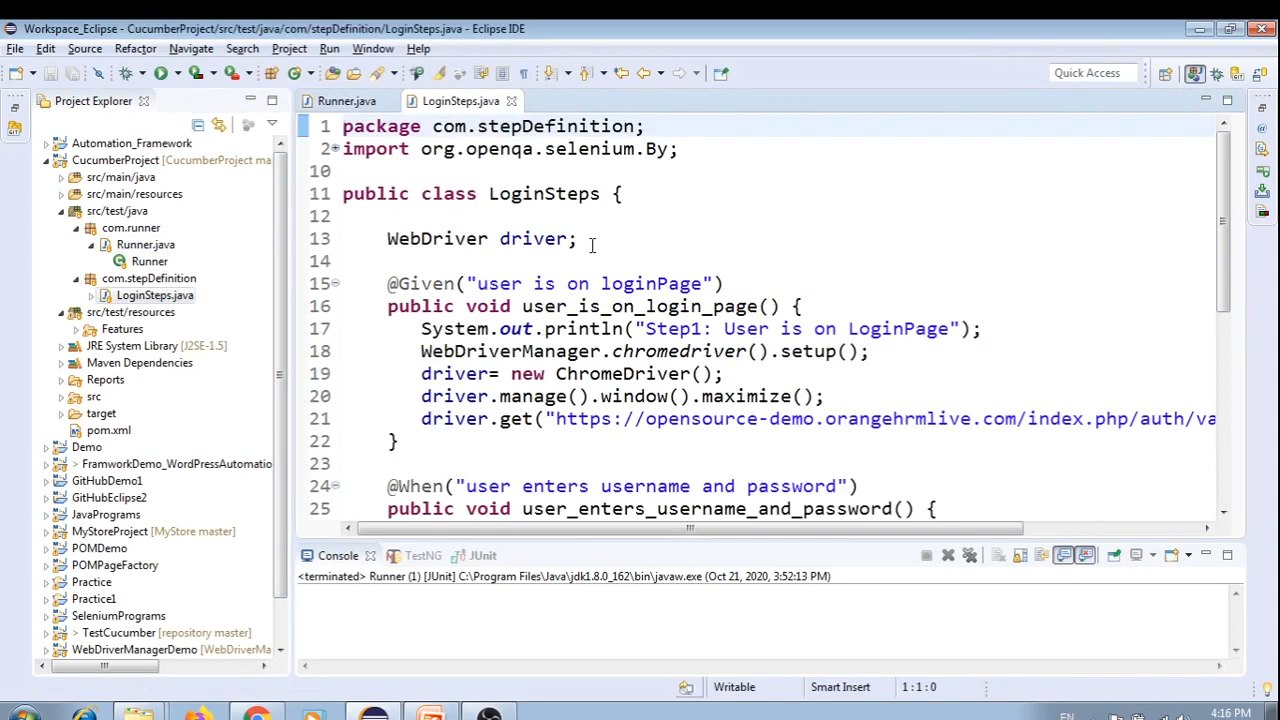 Workspace_Eclipse - CucumberProject/src/test/java/com/stepDefinition/LoginSteps.java - Eclipse IDE
File Edit Source Refactor Navigate Search Project Run Window Help
Quick Access
Project Explorer
Automation_Framework
CucumberProject [CucumberProject ma
src/main/java
src/main/resources
src/test/java
com.runner
Runner.java
Runner
com.stepDefinition
LoginSteps.java
src/test/resources
Features
JRE System Library [J2SE-1.5]
Maven Dependencies
Reports
src
target
pom.xml
Demo
> FramworkDemo_WordPressAutomatio
GitHubDemo1
GitHubEclipse2
JavaPrograms
MyStoreProject [MyStore master]
POMDemo
POMPageFactory
Practice
Practice1
SeleniumPrograms
> TestCucumber [repository master]
WebDriverManagerDemo [WebDriverMa
Runner.java LoginSteps.java
1 package com.stepDefinition;
2 import org.openqa.selenium.By;
10
11 public class LoginSteps {
12
13 WebDriver driver;
14
15 @Given("user is on loginPage")
16 public void user_is_on_login_page() {
17 System.out.println("Step1: User is on LoginPage");
18 WebDriverManager.chromedriver().setup();
19 driver= new ChromeDriver();
20 driver.manage().window().maximize();
21 driver.get("https://opensource-demo.orangehrmlive.com/index.php/auth/va
22 }
23
24 @When("user enters username and password")
25 public void user_enters_username_and_password() {
Console TestNG JUnit
<terminated> Runner (1) [JUnit] C:\Program Files\Java\jdk1.8.0_162\bin\javaw.exe (Oct 21, 2020, 3:52:13 PM)
Writable Smart Insert 1 : 1 : 0
EN 4:16 PM